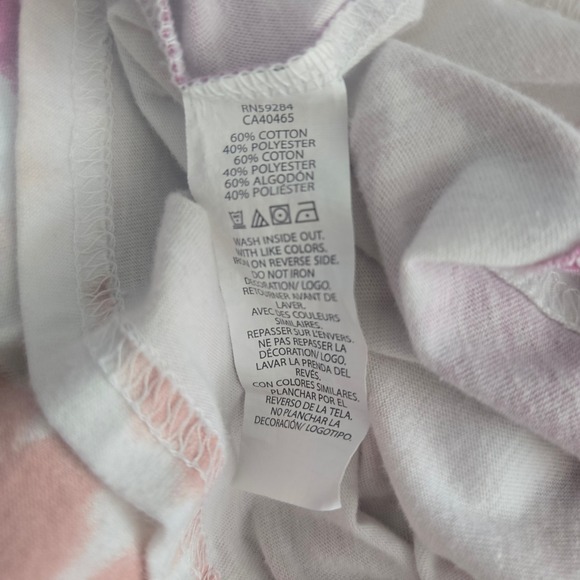 RN59284
CA40465
60% COTTON
40% POLYESTER
60% COTON
40% POLYESTER
60% ALGODÓN
40% POLIÉSTER
WASH INSIDE OUT.
WITH LIKE COLORS.
IRON ON REVERSE SIDE.
DO NOT IRON
DECORATION/ LOGO.
RETOURNER AVANT DE
LAVER.
AVEC DES COULEURS
SIMILAIRES.
REPASSER SUR L'ENVERS.
NE PAS REPASSER LA
DÉCORATION/ LOGO.
LAVAR LA PRENDA DEL
REVÉS.
CON COLORES SIMILARES.
PLANCHAR POR EL
REVERSO DE LA TELA.
NO PLANCHAR LA
DECORACIÓN/ LOGOTIPO.